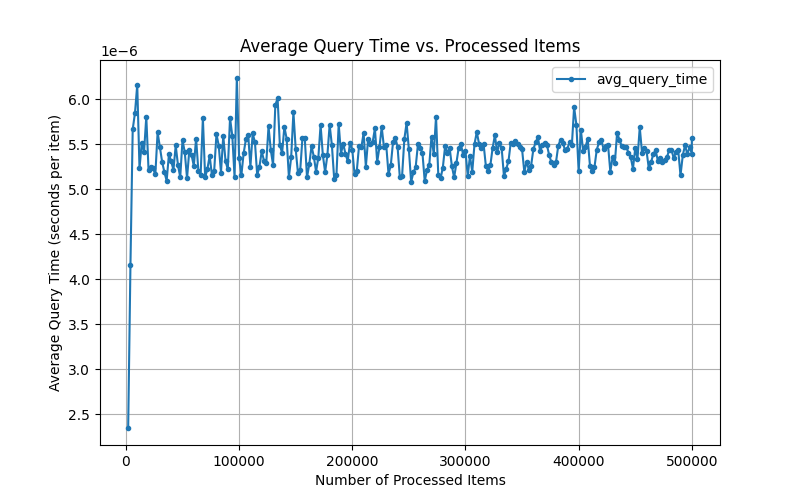 Average Query Time vs. Processed Items
1e−6
avg_query_time
6.0
5.5
5.0
4.5
4.0
3.5
3.0
2.5
Average Query Time (seconds per item)
0 100000 200000 300000 400000 500000
Number of Processed Items